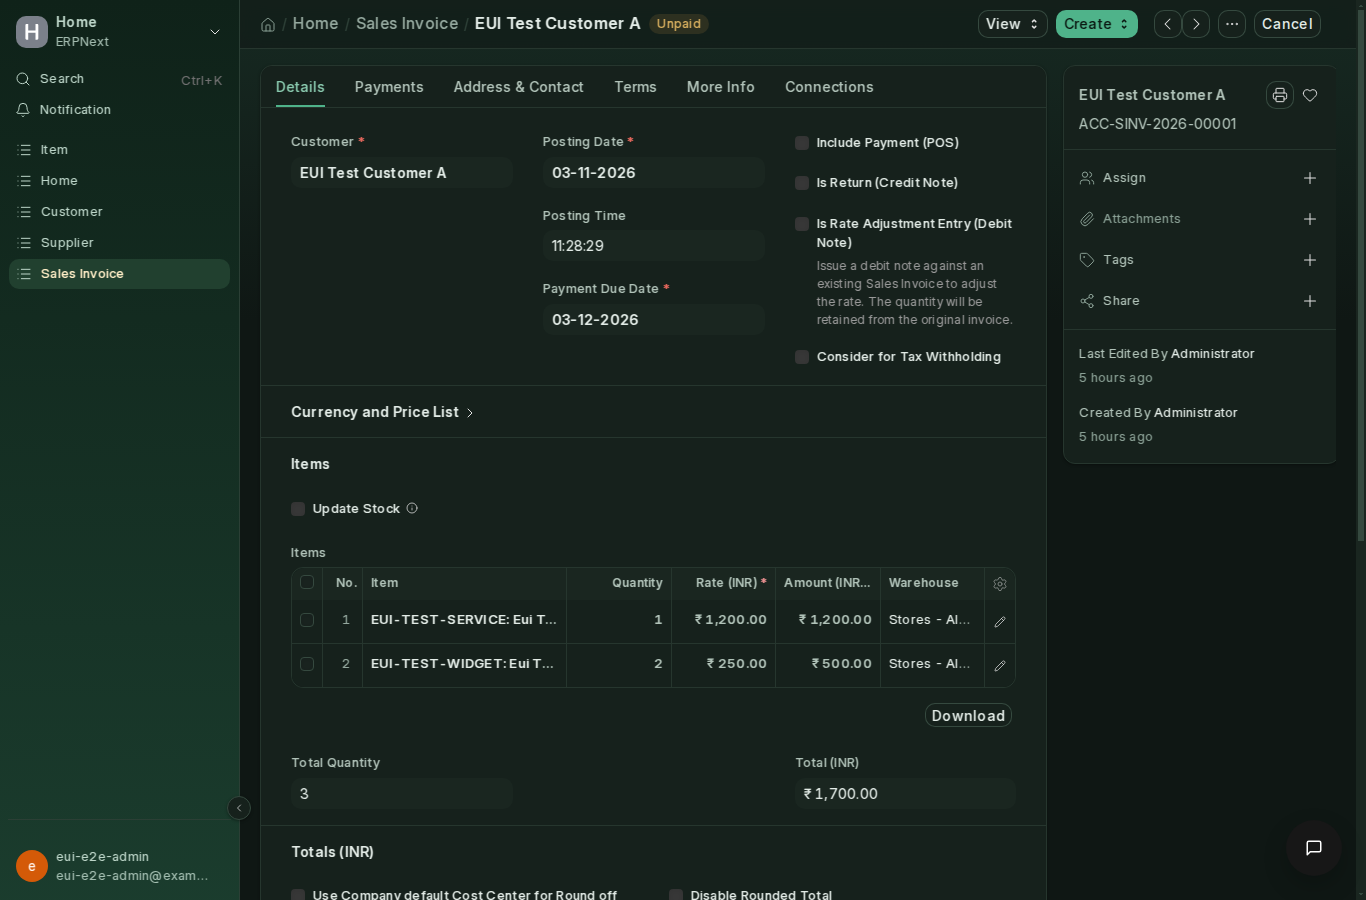 H
Home
ERPNext
Search
Ctrl+K
Notification
Item
Home
Customer
Supplier
Sales Invoice
e
eui-e2e-admin
eui-e2e-admin@exam...
/ Home / Sales Invoice / EUI Test Customer A
Unpaid
View
Create
Cancel
Details
Payments
Address & Contact
Terms
More Info
Connections
Customer *
EUI Test Customer A
Posting Date *
03-11-2026
Posting Time
11:28:29
Payment Due Date *
03-12-2026
Include Payment (POS)
Is Return (Credit Note)
Is Rate Adjustment Entry (Debit
Note)
Issue a debit note against an
existing Sales Invoice to adjust
the rate. The quantity will be
retained from the original invoice.
Consider for Tax Withholding
Currency and Price List
Items
Update Stock
Items
No. Item Quantity Rate (INR) * Amount (INR... Warehouse
1 EUI-TEST-SERVICE: Eui T... 1 ₹ 1,200.00 ₹ 1,200.00 Stores - Al...
2 EUI-TEST-WIDGET: Eui T... 2 ₹ 250.00 ₹ 500.00 Stores - Al...
Download
Total Quantity
3
Total (INR)
₹ 1,700.00
Totals (INR)
Use Company default Cost Center for Round off
Disable Rounded Total
EUI Test Customer A
ACC-SINV-2026-00001
Assign
Attachments
Tags
Share
Last Edited By Administrator
5 hours ago
Created By Administrator
5 hours ago